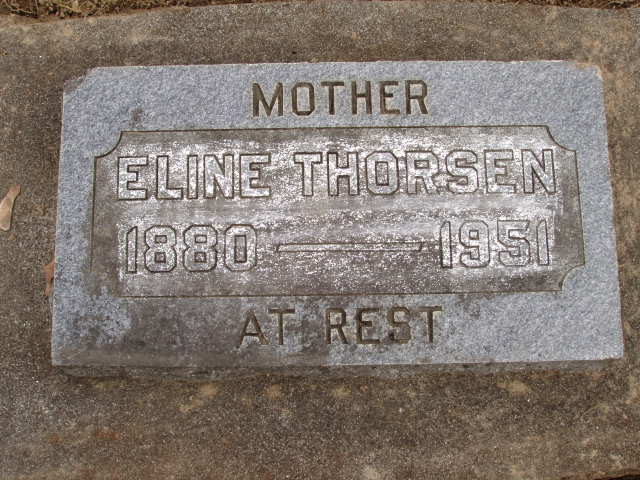 MOTHER
ELINE THORSEN
1880 — 1951
AT REST